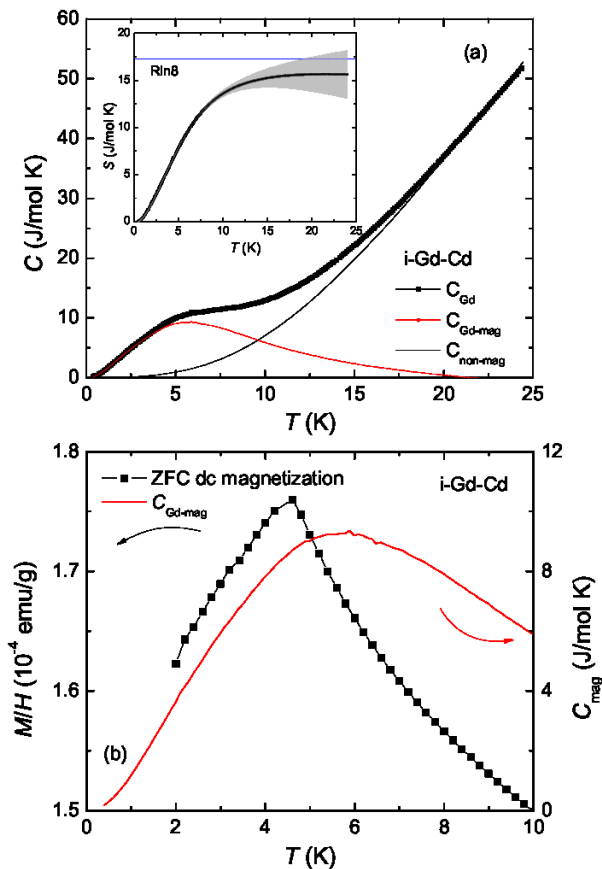 (a)
Rln8
S (J/mol K)
20
15
10
5
0
0 5 10 15 20 25
T (K)
C (J/mol K)
60
50
40
30
20
10
0
i-Gd-Cd
C_Gd
C_Gd-mag
C_non-mag
0 5 10 15 20 25
T (K)
M/H (10⁻⁴ emu/g)
1.8
1.7
1.6
1.5
ZFC dc magnetization
C_Gd-mag
i-Gd-Cd
(b)
12
8
4
0
C_mag (J/mol K)
0 2 4 6 8 10
T (K)